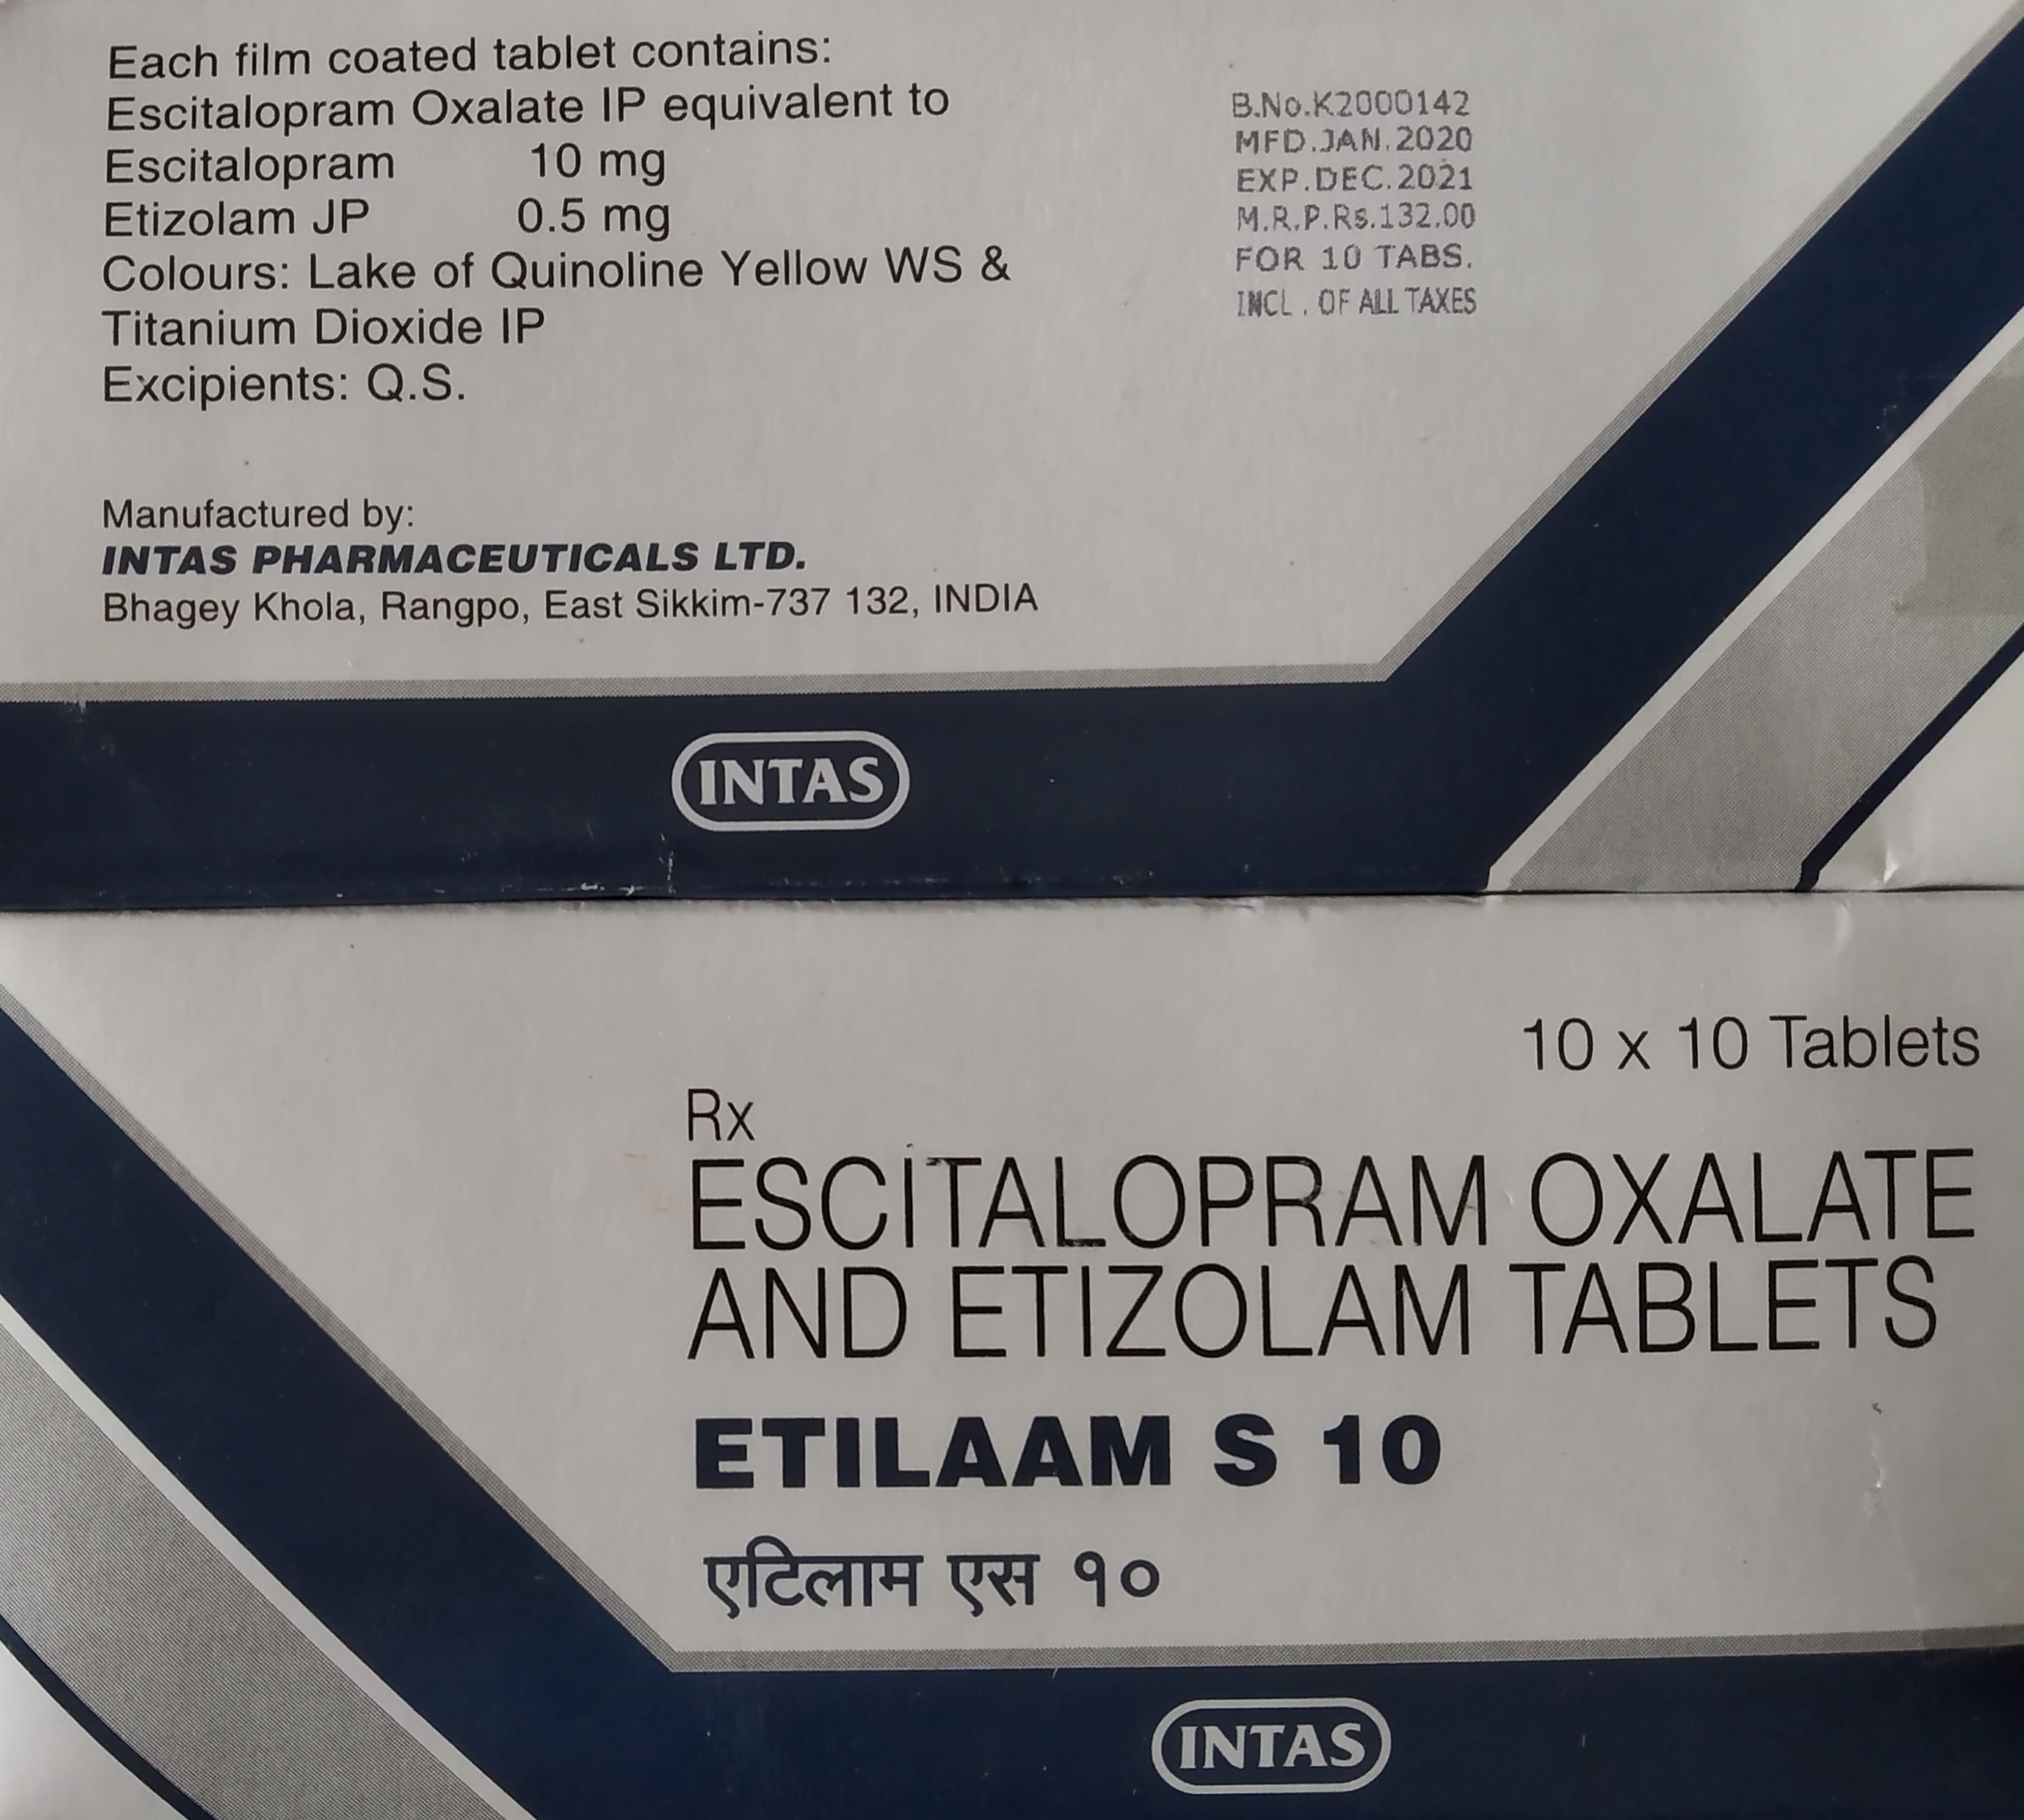 Each film coated tablet contains:
Escitalopram Oxalate IP equivalent to
Escitalopram 10 mg
Etizolam JP 0.5 mg
Colours: Lake of Quinoline Yellow WS &
Titanium Dioxide IP
Excipients: Q.S.
B.No.K2000142
MFD.JAN.2020
EXP.DEC.2021
M.R.P.Rs.132.00
FOR 10 TABS.
INCL. OF ALL TAXES
Manufactured by:
INTAS PHARMACEUTICALS LTD.
Bhagey Khola, Rangpo, East Sikkim-737 132, INDIA
INTAS
10 x 10 Tablets
Rx
ESCITALOPRAM OXALATE
AND ETIZOLAM TABLETS
ETILAAM S 10
एटिलाम एस १०
INTAS